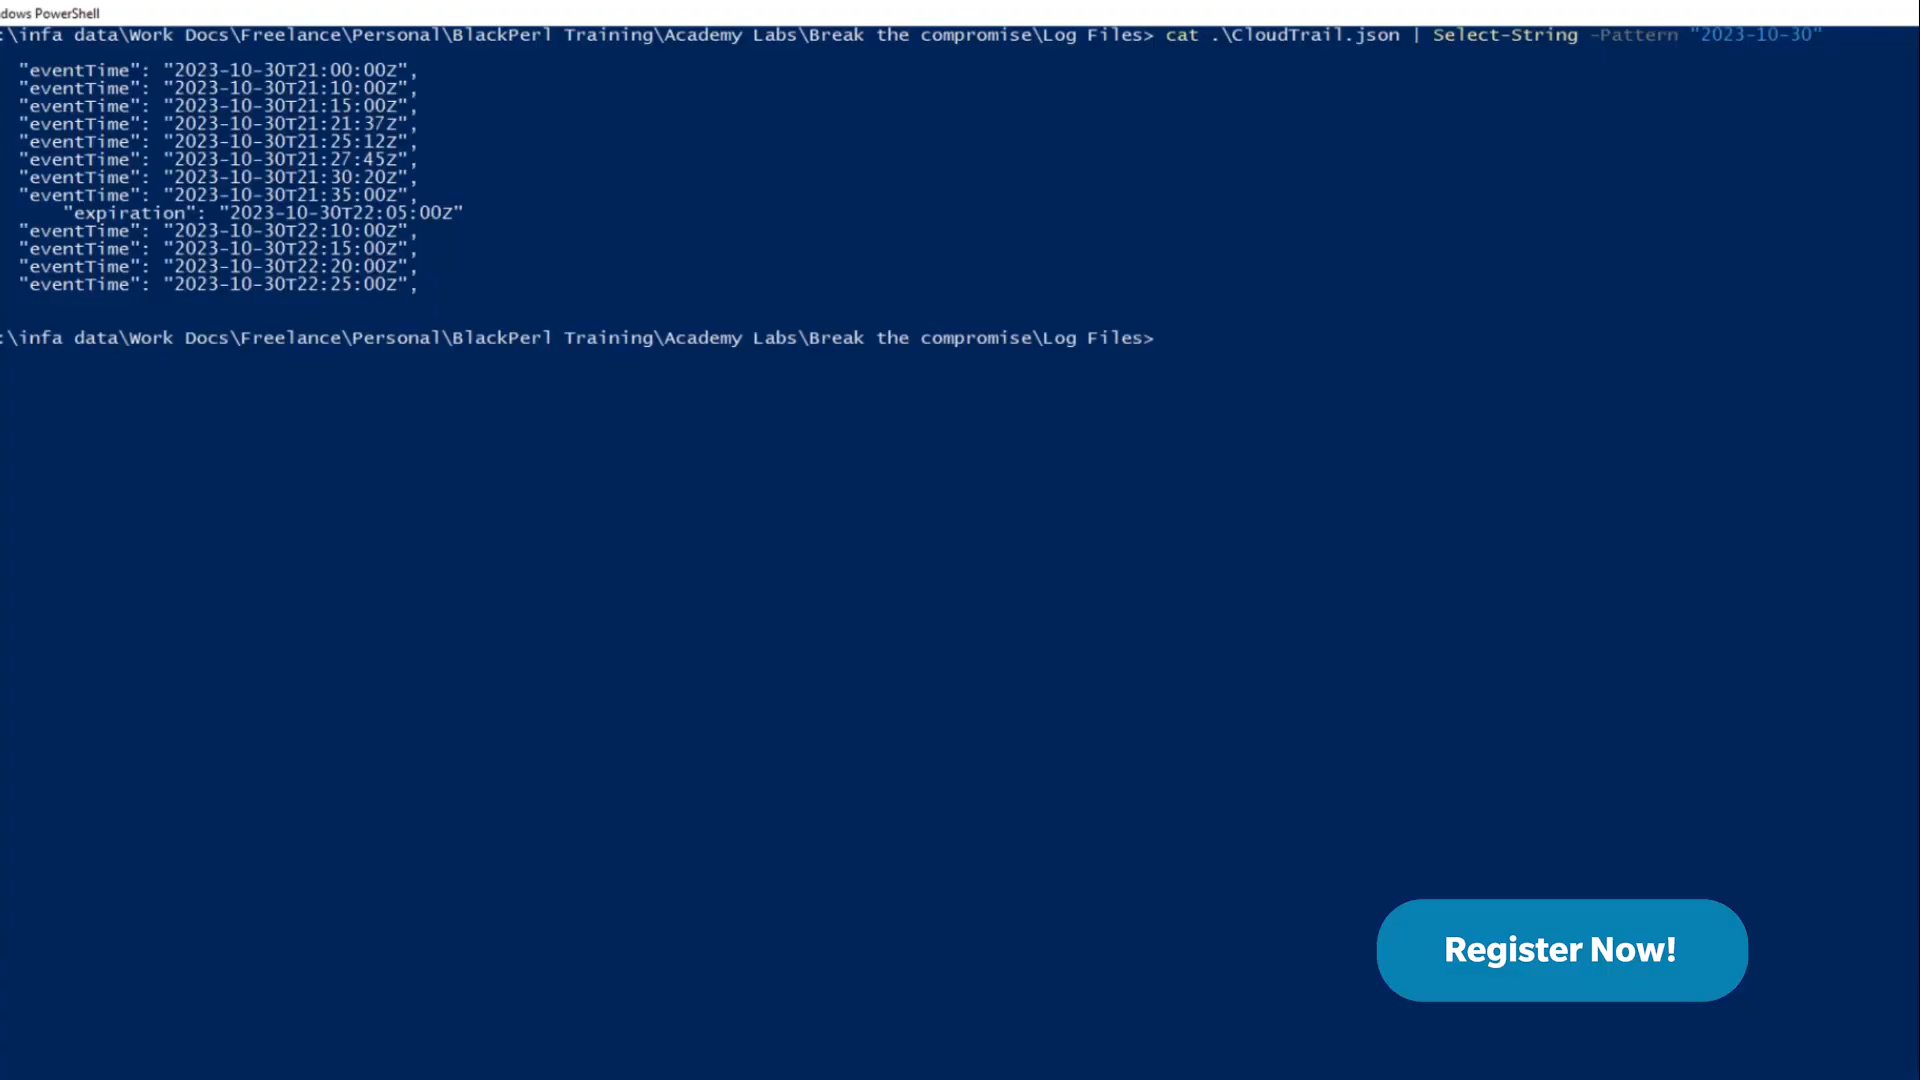 dows PowerShell
:\infa data\Work Docs\Freelance\Personal\BlackPerl Training\Academy Labs\Break the compromise\Log Files> cat .\CloudTrail.json | Select-String -Pattern "2023-10-30"
"eventTime": "2023-10-30T21:00:00Z",
"eventTime": "2023-10-30T21:10:00Z",
"eventTime": "2023-10-30T21:15:00Z",
"eventTime": "2023-10-30T21:21:37Z",
"eventTime": "2023-10-30T21:25:12Z",
"eventTime": "2023-10-30T21:27:45Z",
"eventTime": "2023-10-30T21:30:20Z",
"eventTime": "2023-10-30T21:35:00Z",
"expiration": "2023-10-30T22:05:00Z"
"eventTime": "2023-10-30T22:10:00Z",
"eventTime": "2023-10-30T22:15:00Z",
"eventTime": "2023-10-30T22:20:00Z",
"eventTime": "2023-10-30T22:25:00Z",
:\infa data\Work Docs\Freelance\Personal\BlackPerl Training\Academy Labs\Break the compromise\Log Files>
Register Now!